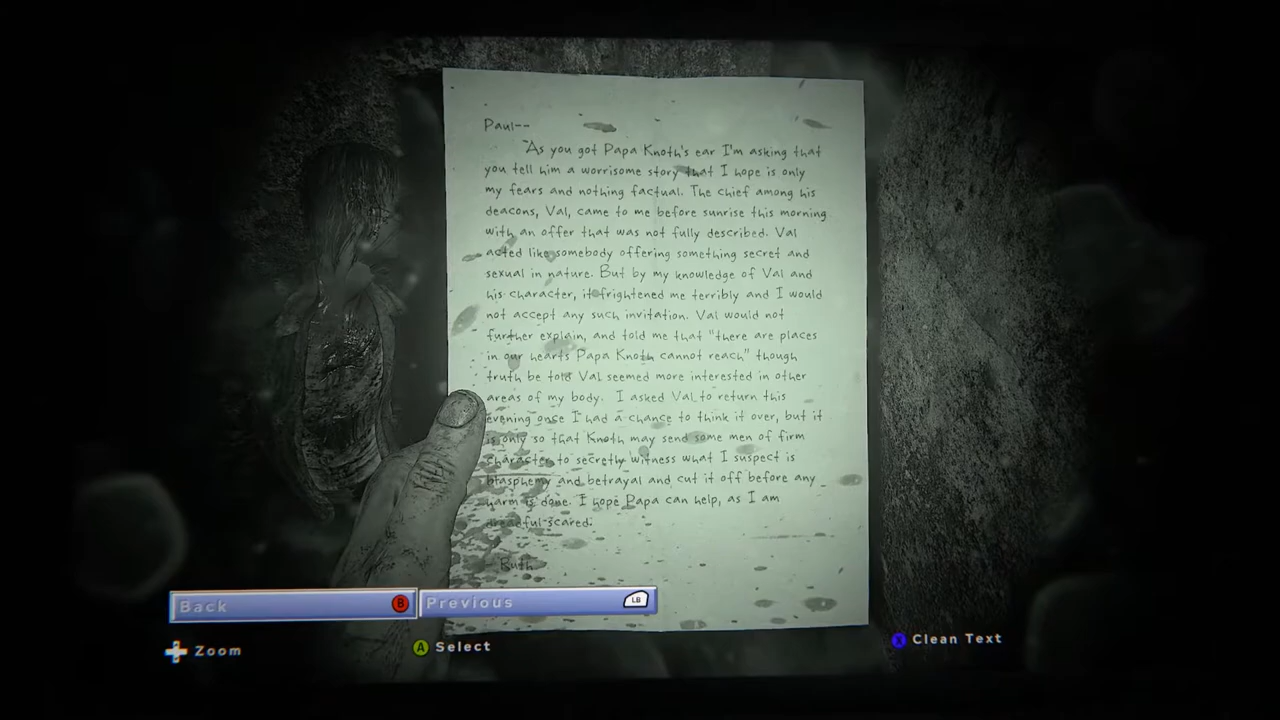 Paul--
As you got Papa Knoth's ear I'm asking that
you tell him a worrisome story that I hope is only
my fears and nothing factual. The chief among his
deacons, Val, came to me before sunrise this morning
with an offer that was not fully described. Val
acted like somebody offering something secret and
sexual in nature. But by my knowledge of Val and
his character, it frightened me terribly and I would
not accept any such invitation. Val would not
further explain, and told me that "there are places
in our hearts Papa Knoth cannot reach" though
truth be told Val seemed more interested in other
areas of my body. I asked Val to return this
evening once I had a chance to think it over, but it
is only so that Knoth may send some men of firm
character to secretly witness what I suspect is
blasphemy and betrayal and cut it off before any
harm is done. I hope Papa can help, as I am
dreadful scared.
- Ruth
Back B Previous LB
Zoom A Select X Clean Text